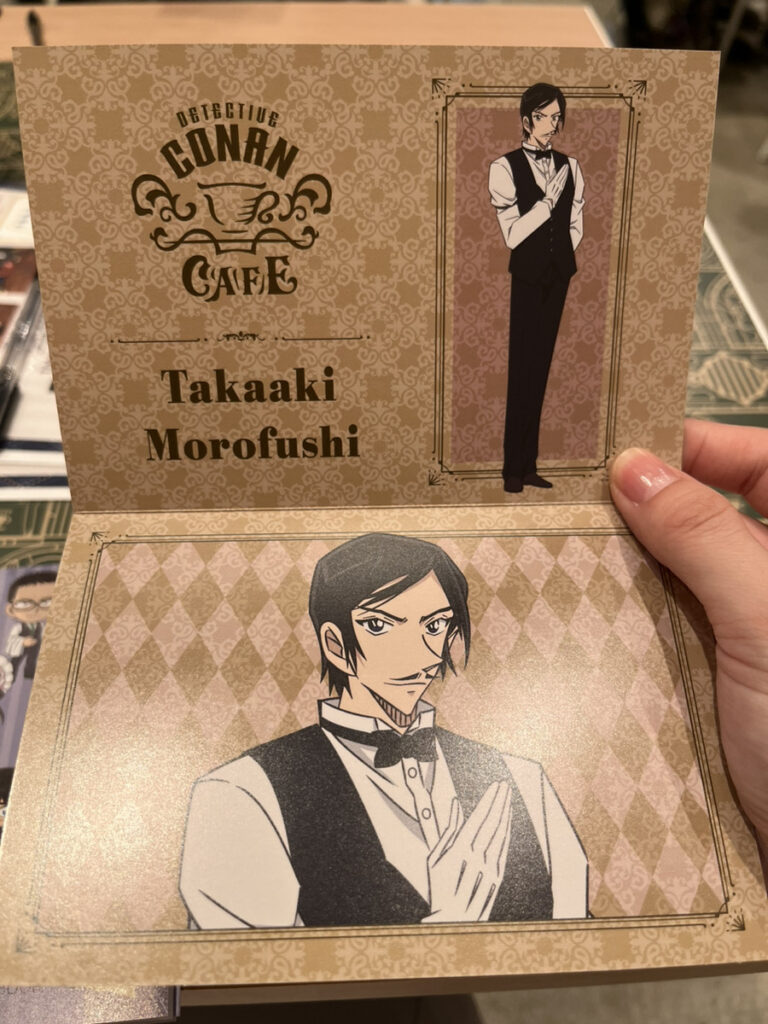 DETECTIVE
CONAN
CAFE
Takaaki
Morofushi